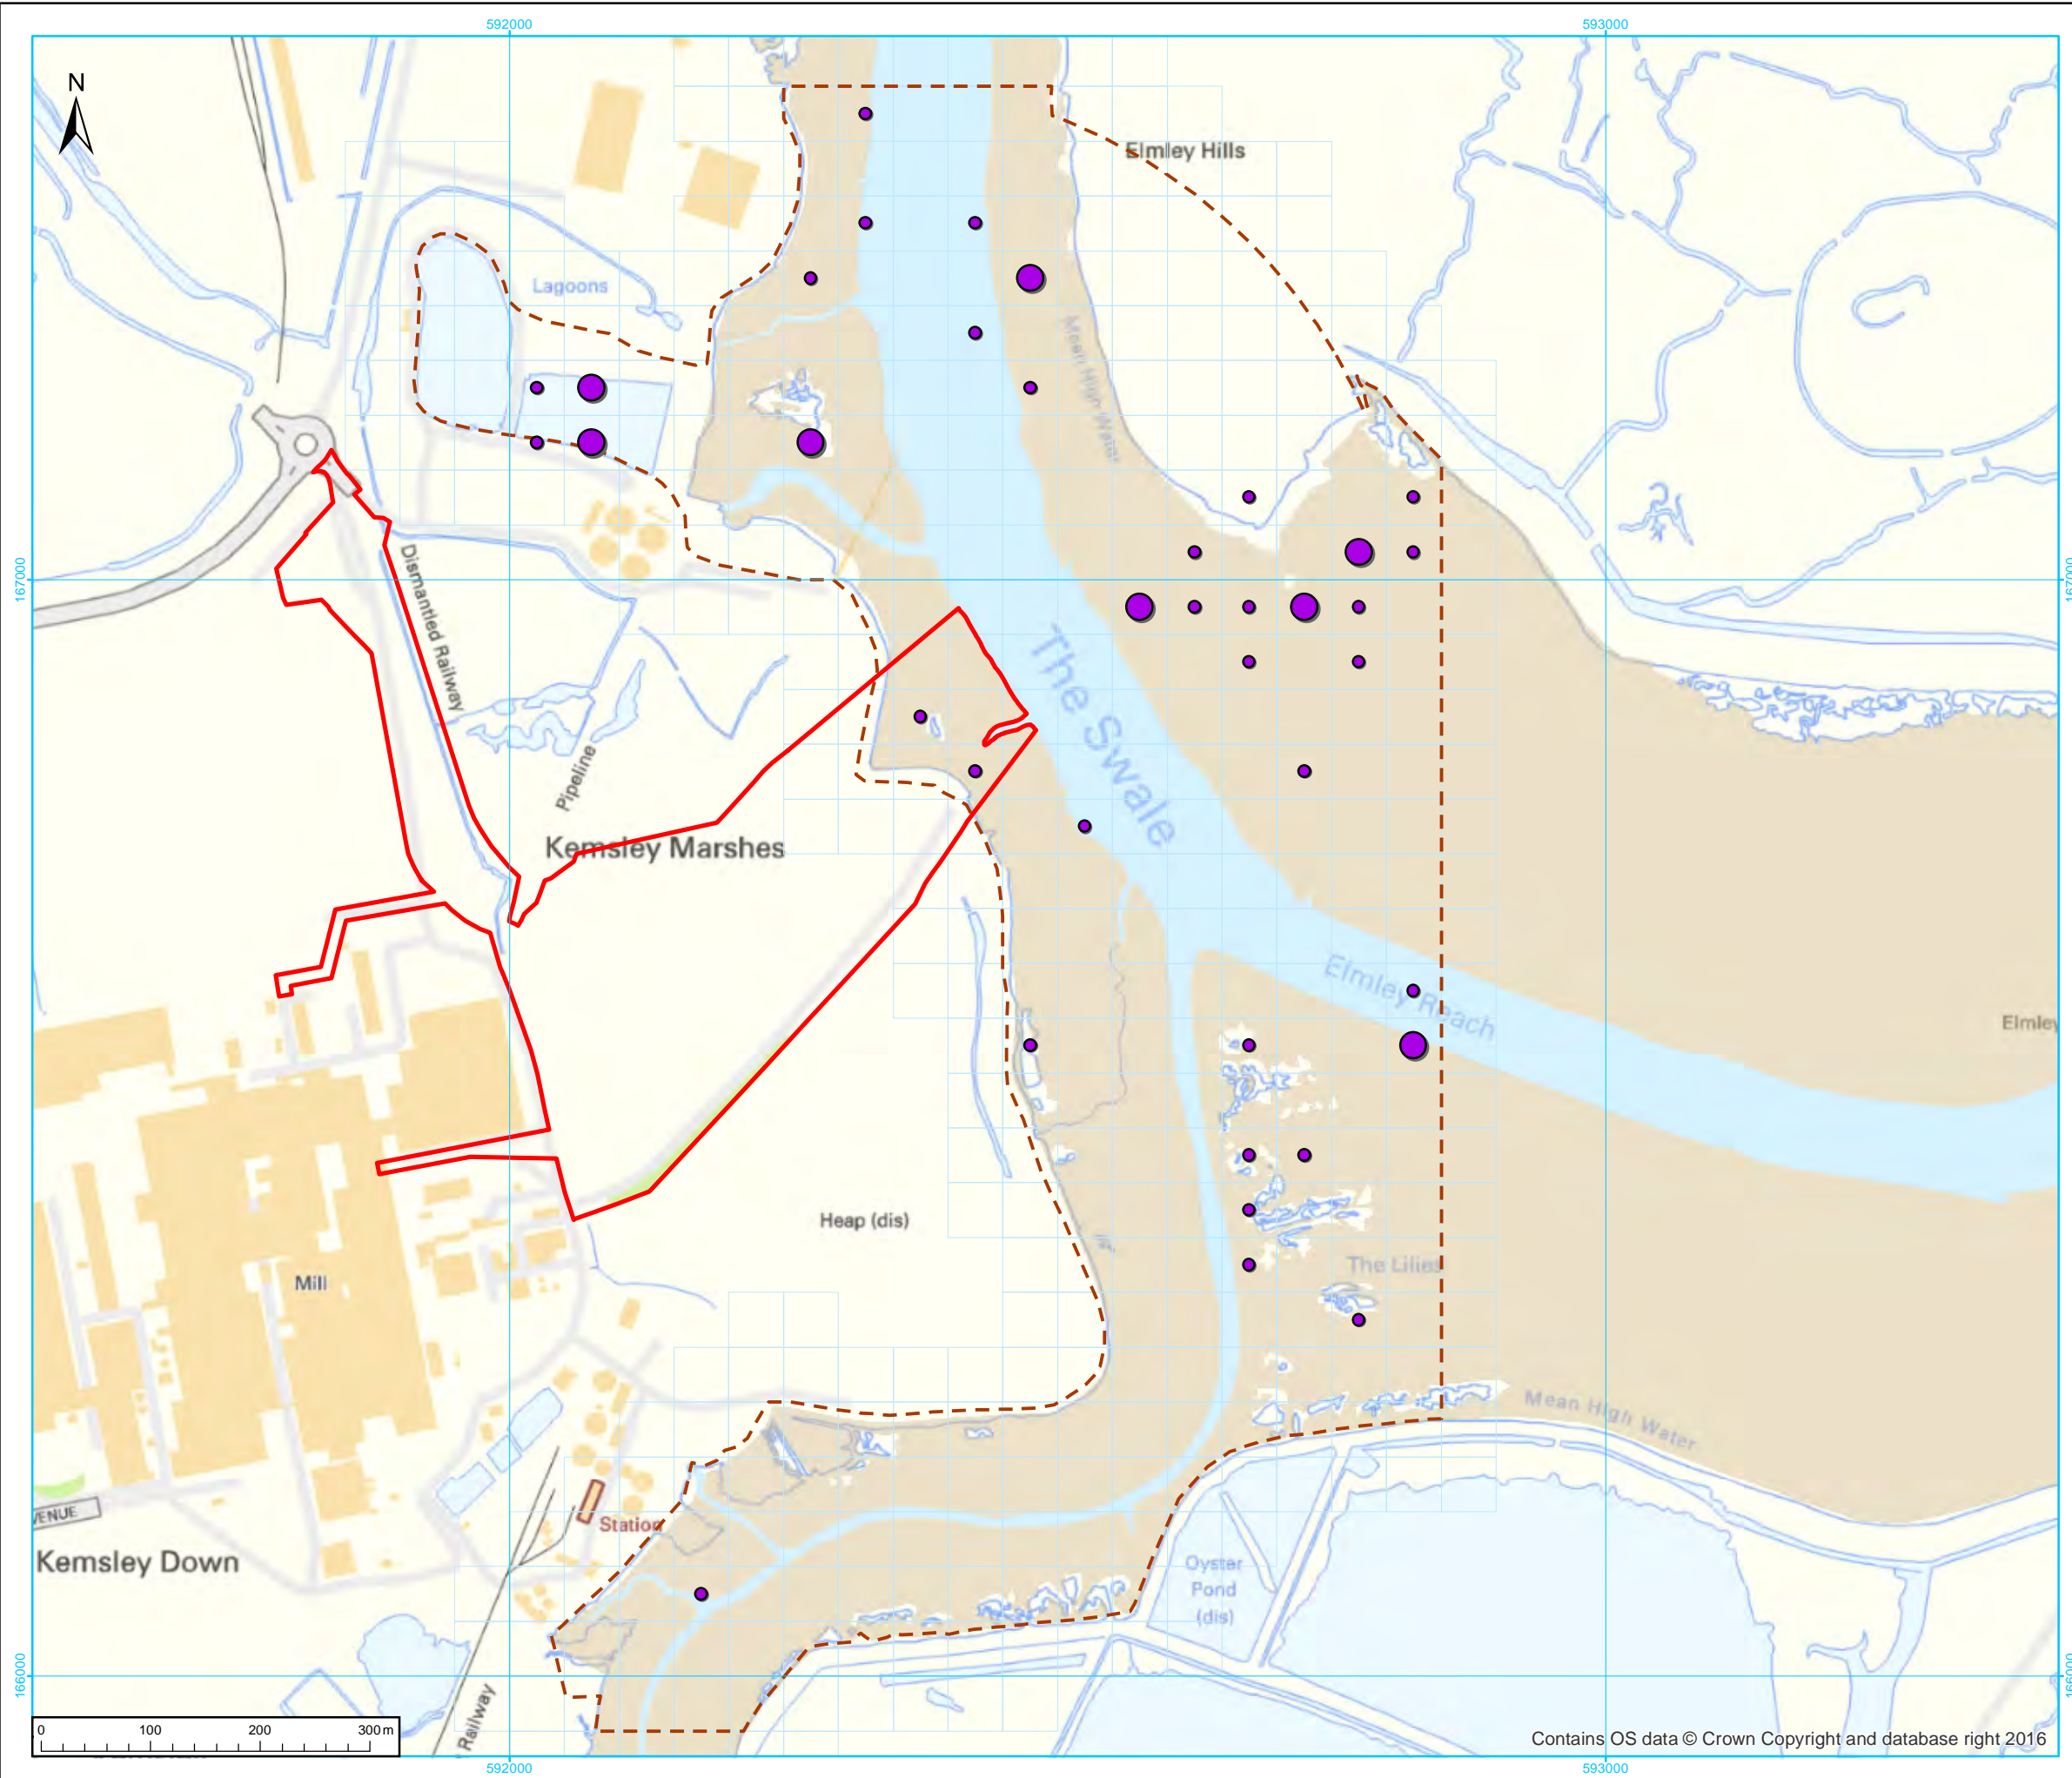 592000
593000
N
Elmley Hills
Lagoons
Mean High Water
167000
167000
Dismantled Railway
The Swale
Pipeline
Kemsley Marshes
Elmley Reach
Elmley
Heap (dis)
The Lilies
Mill
Mean High Water
VENUE
Station
Kemsley Down
Oyster
Pond
(dis)
166000
166000
Railway
0 100 200 300m
Contains OS data © Crown Copyright and database right 2016
592000
593000